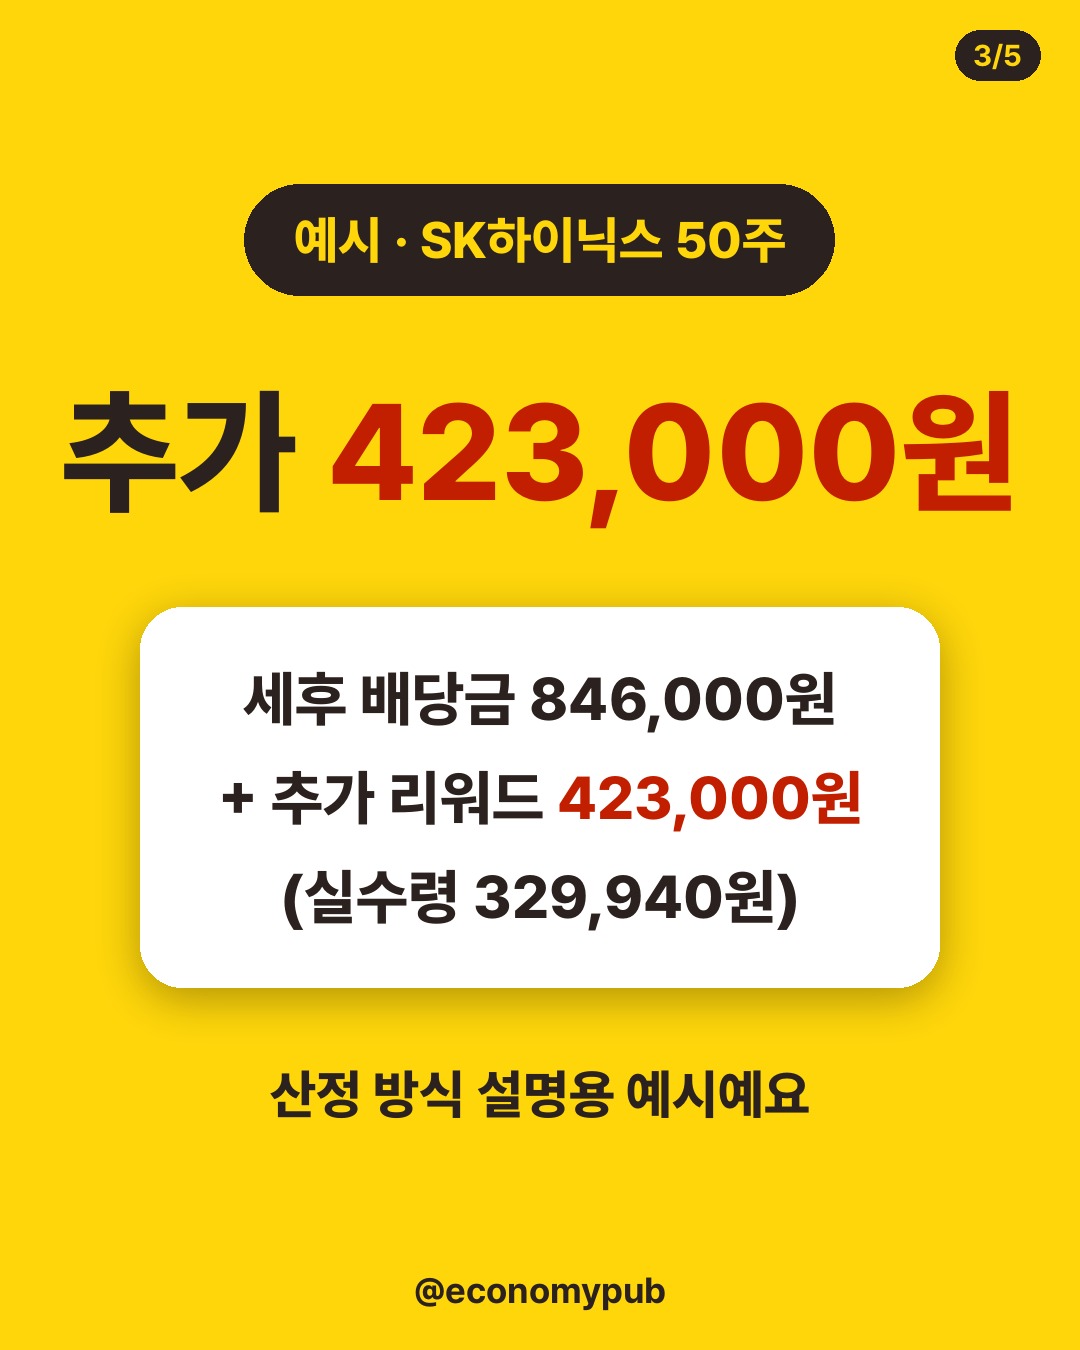 3/5
예시 · SK하이닉스 50주
추가 423,000원
세후 배당금 846,000원
+ 추가 리워드 423,000원
(실수령 329,940원)
산정 방식 설명용 예시예요
@economypub